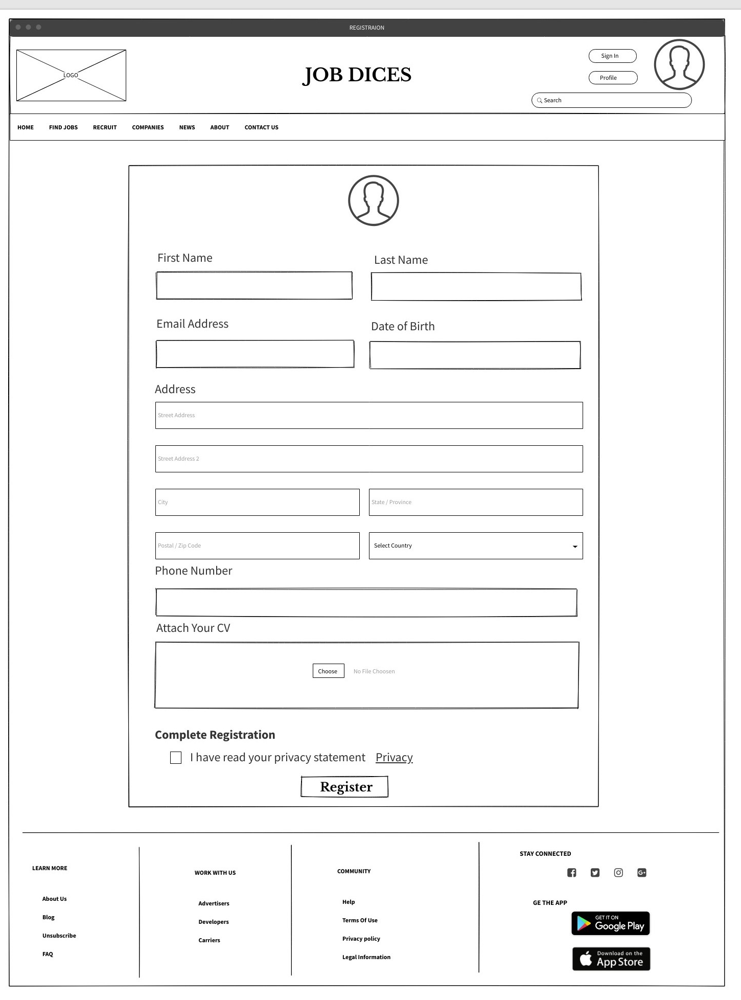 REGISTRAION
LOGO
JOB DICES
Sign In
Profile
Search
HOME FIND JOBS RECRUIT COMPANIES NEWS ABOUT CONTACT US
First Name Last Name
Email Address Date of Birth
Address
Street Address
Street Address 2
City State / Province
Postal / Zip Code Select Country
Phone Number
Attach Your CV
Choose No File Choosen
Complete Registration
I have read your privacy statement Privacy
Register
LEARN MORE
About Us
Blog
Unsubscribe
FAQ
WORK WITH US
Advertisers
Developers
Carriers
COMMUNITY
Help
Terms Of Use
Privacy policy
Legal Information
STAY CONNECTED
GE THE APP
GET IT ON
Google Play
Download on the
App Store